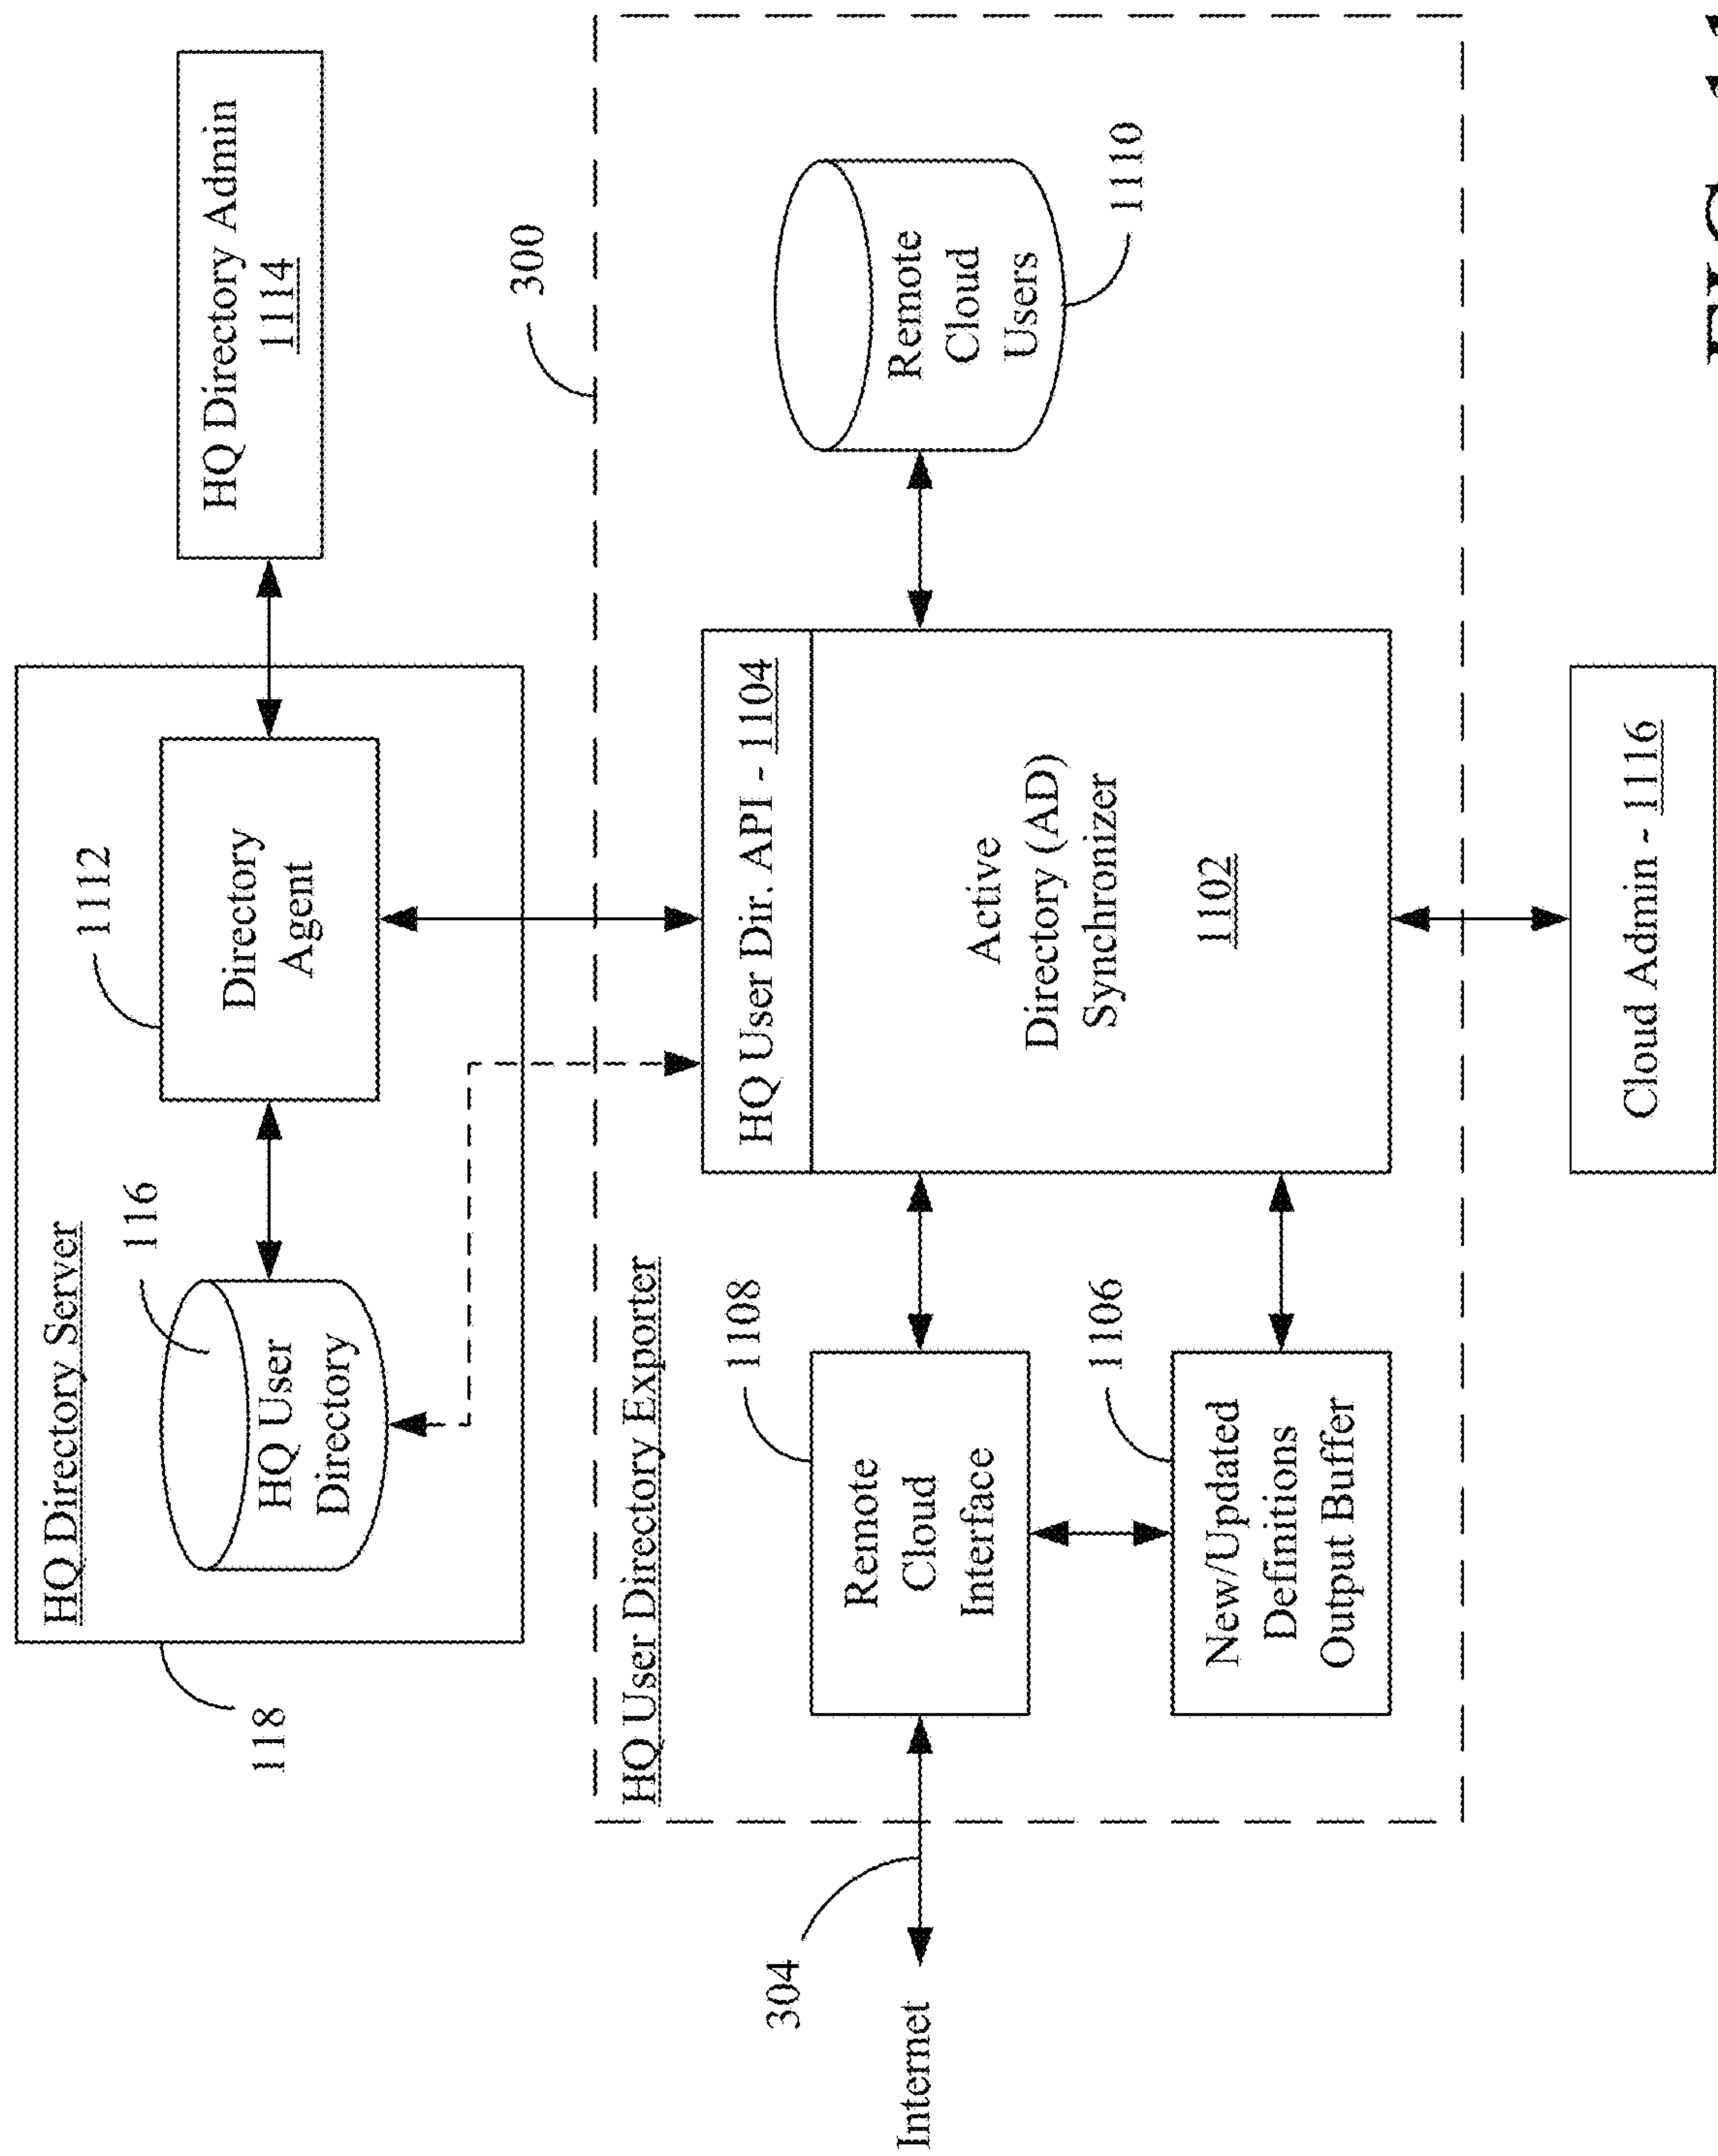 HQ Directory Server
118
116
HQ User
Directory
1112
Directory
Agent
HQ Directory Admin
1114
300
HQ User Directory Exporter
HQ User Dir. API - 1104
Active
Directory (AD)
Synchronizer
1102
Remote
Cloud
Users
1110
1108
Remote
Cloud
Interface
1106
New/Updated
Definitions
Output Buffer
304
Internet
Cloud Admin - 1116